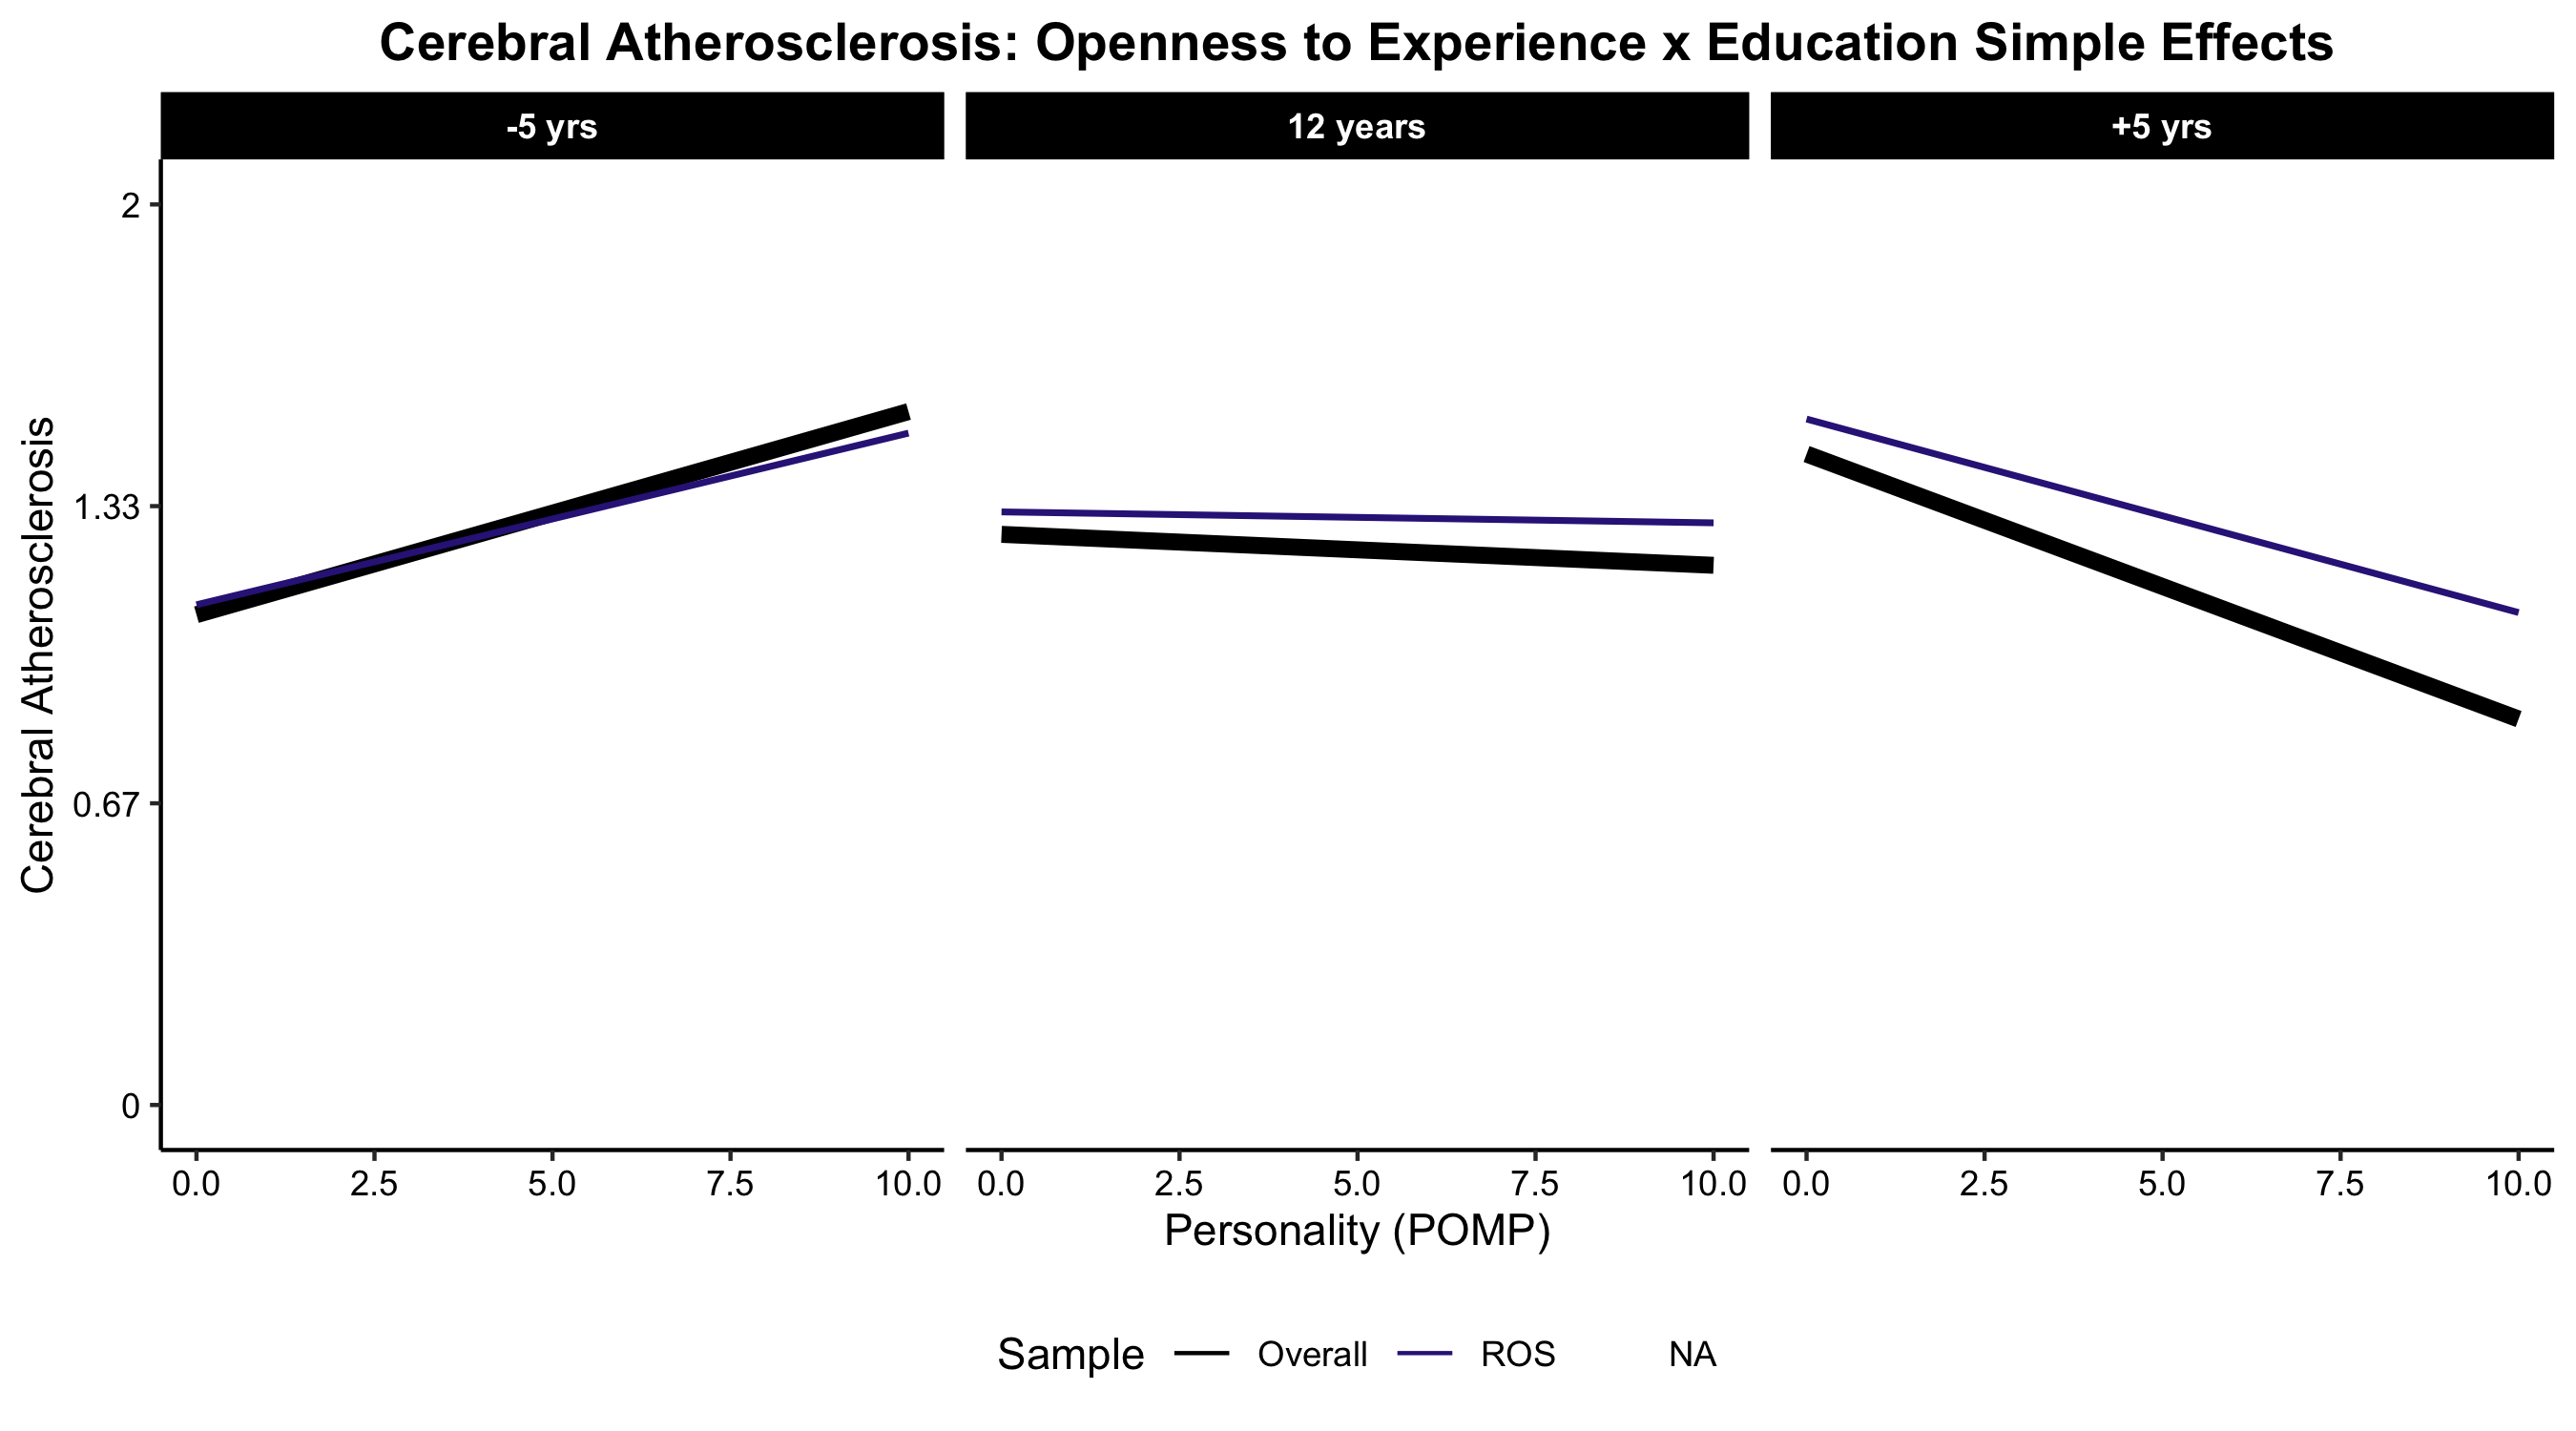 Cerebral Atherosclerosis: Openness to Experience x Education Simple Effects
-5 yrs
12 years
+5 yrs
Cerebral Atherosclerosis
2
1.33
0.67
0
0.0 2.5 5.0 7.5 10.0
0.0 2.5 5.0 7.5 10.0
0.0 2.5 5.0 7.5 10.0
Personality (POMP)
Sample Overall ROS NA